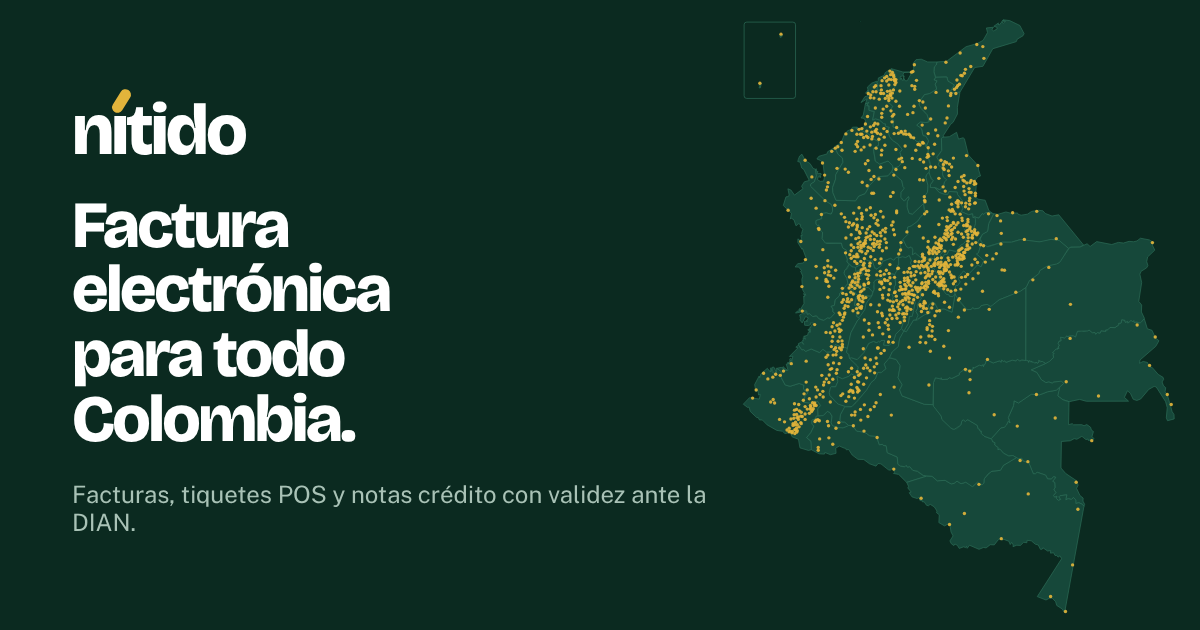 nítido
Factura
electrónica
para todo
Colombia.
Facturas, tiquetes POS y notas crédito con validez ante la
DIAN.